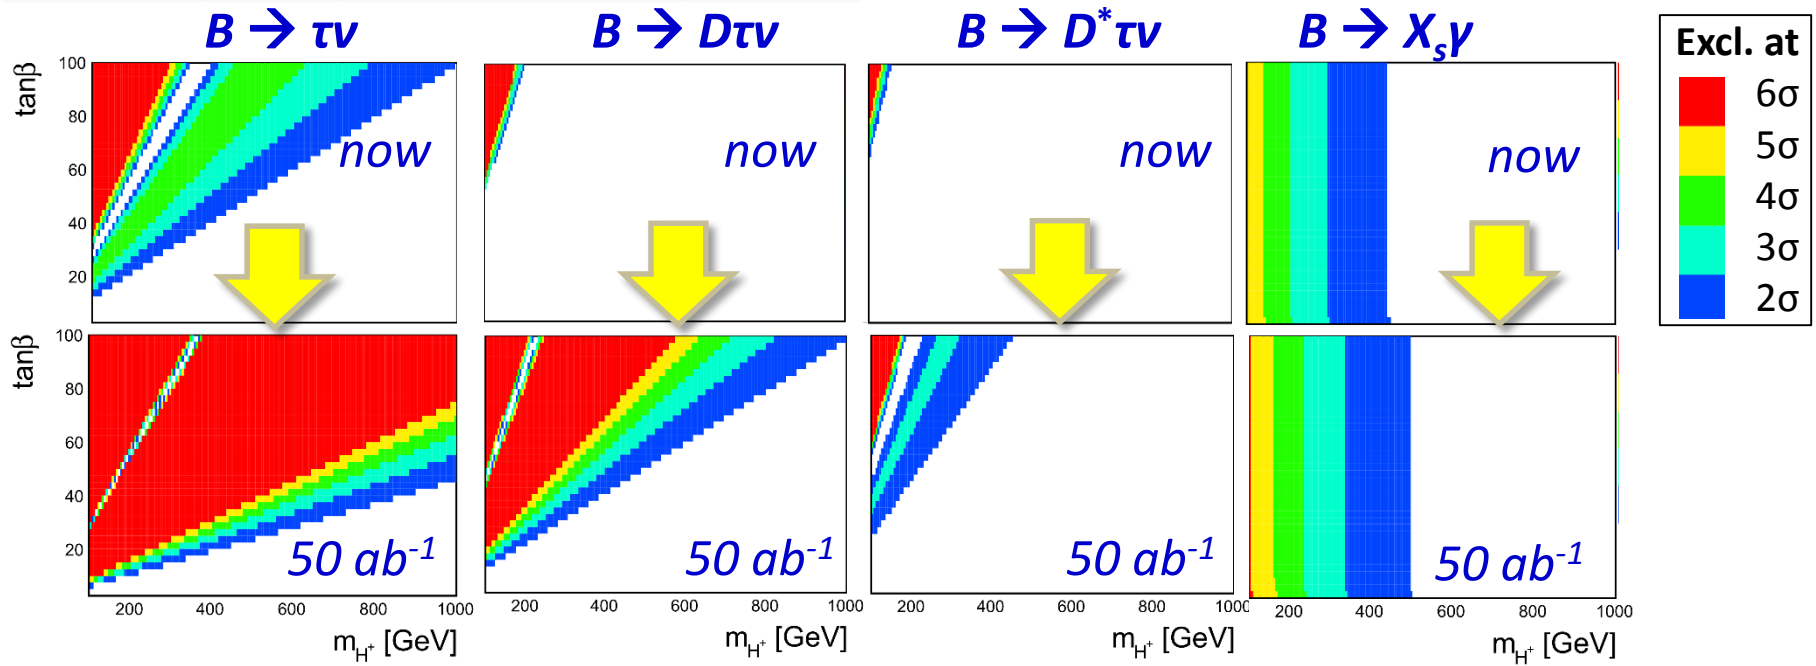 B → τν B → Dτν B → D*τν B → Xsγ
Excl. at
6σ
5σ
4σ
3σ
2σ
tanβ
100
80
60
40
20
now now now now
tanβ
100
80
60
40
20
50 ab-1 50 ab-1 50 ab-1 50 ab-1
200 400 600 800 1000 200 400 600 800 1000 200 400 600 800 1000 200 400 600 800 1000
mH+ [GeV] mH+ [GeV] mH+ [GeV] mH+ [GeV]